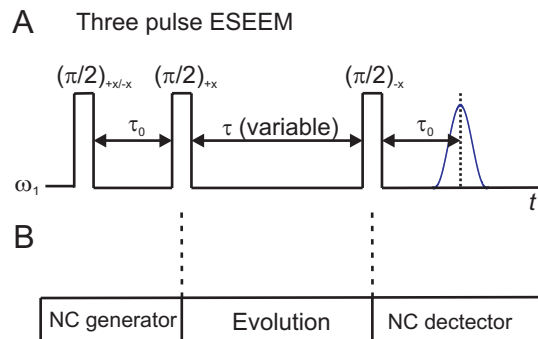 A Three pulse ESEEM
(π/2)+x/-x (π/2)+x (π/2)-x
τ0 τ (variable) τ0
ω1
t
B
NC generator Evolution NC dectector